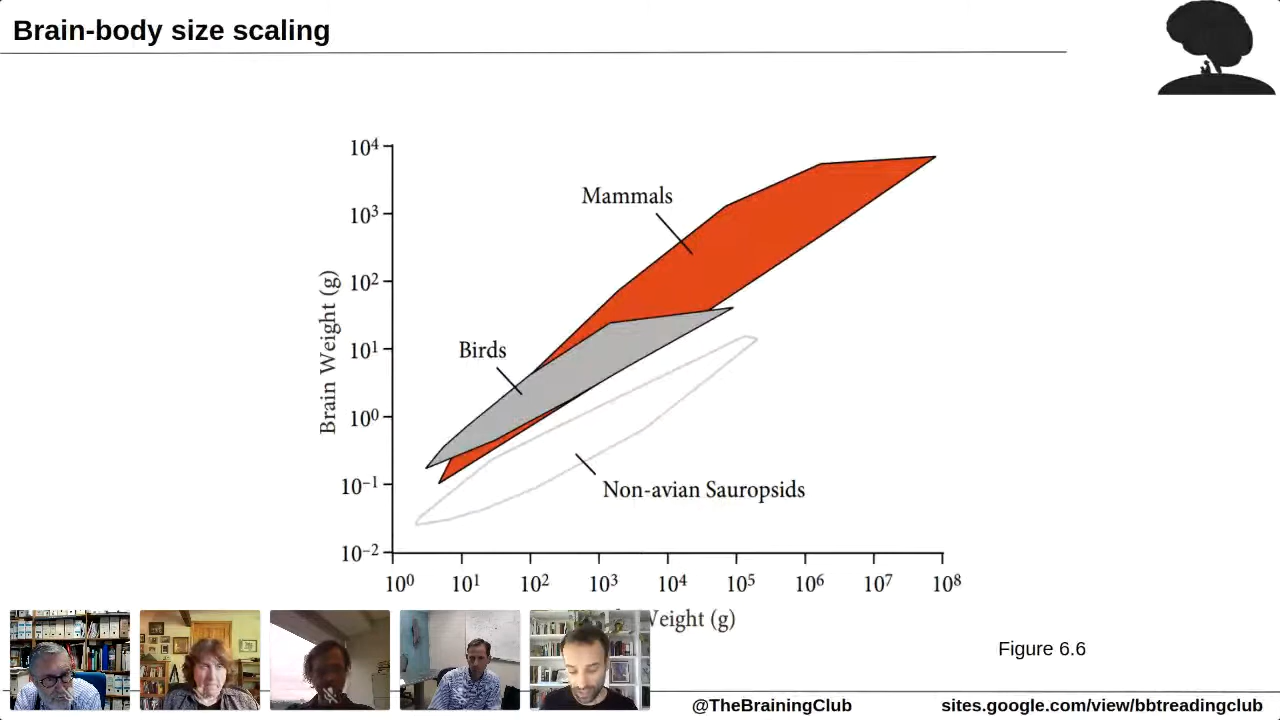 Brain-body size scaling
10⁴
Mammals
10³
Brain Weight (g)
10²
Birds
10¹
10⁰
Non-avian Sauropsids
10⁻¹
10⁻²
10⁰ 10¹ 10² 10³ 10⁴ 10⁵ 10⁶ 10⁷ 10⁸
Weight (g)
Figure 6.6
@TheBrainingClub
sites.google.com/view/bbtreadingclub